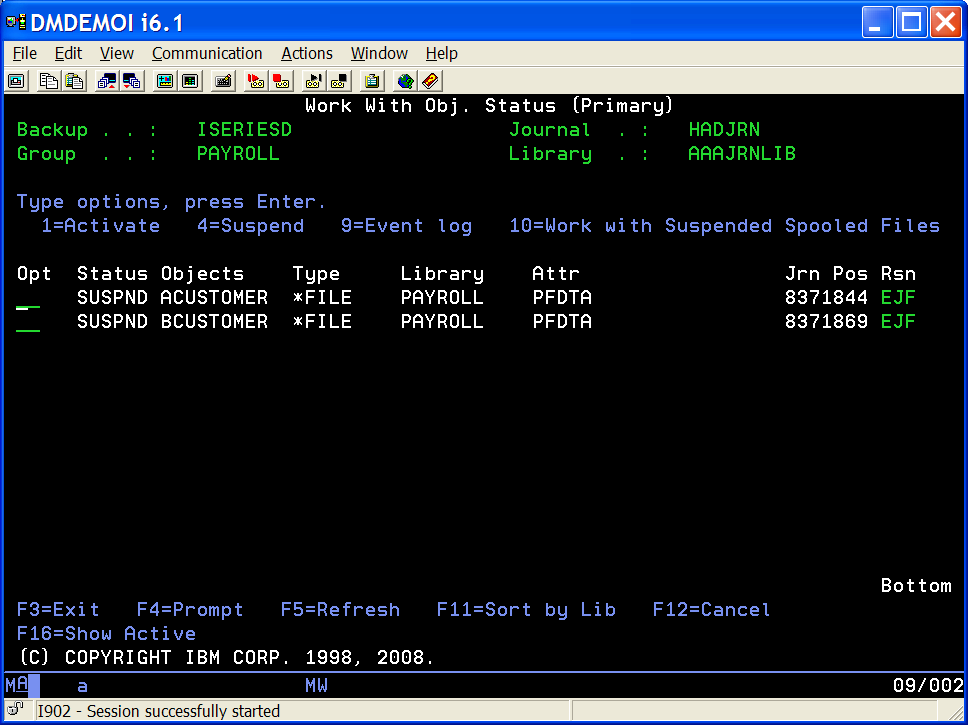 DMDEMOI i6.1
File Edit View Communication Actions Window Help
Work With Obj. Status (Primary)
Backup . . : ISERIESD Journal . : HADJRN
Group . . : PAYROLL Library . : AAAJRNLIB
Type options, press Enter.
1=Activate 4=Suspend 9=Event log 10=Work with Suspended Spooled Files
Opt Status Objects Type Library Attr Jrn Pos Rsn
__ SUSPND ACUSTOMER *FILE PAYROLL PFDTA 8371844 EJF
__ SUSPND BCUSTOMER *FILE PAYROLL PFDTA 8371869 EJF
Bottom
F3=Exit F4=Prompt F5=Refresh F11=Sort by Lib F12=Cancel
F16=Show Active
(C) COPYRIGHT IBM CORP. 1998, 2008.
MA a MW 09/002
I902 - Session successfully started